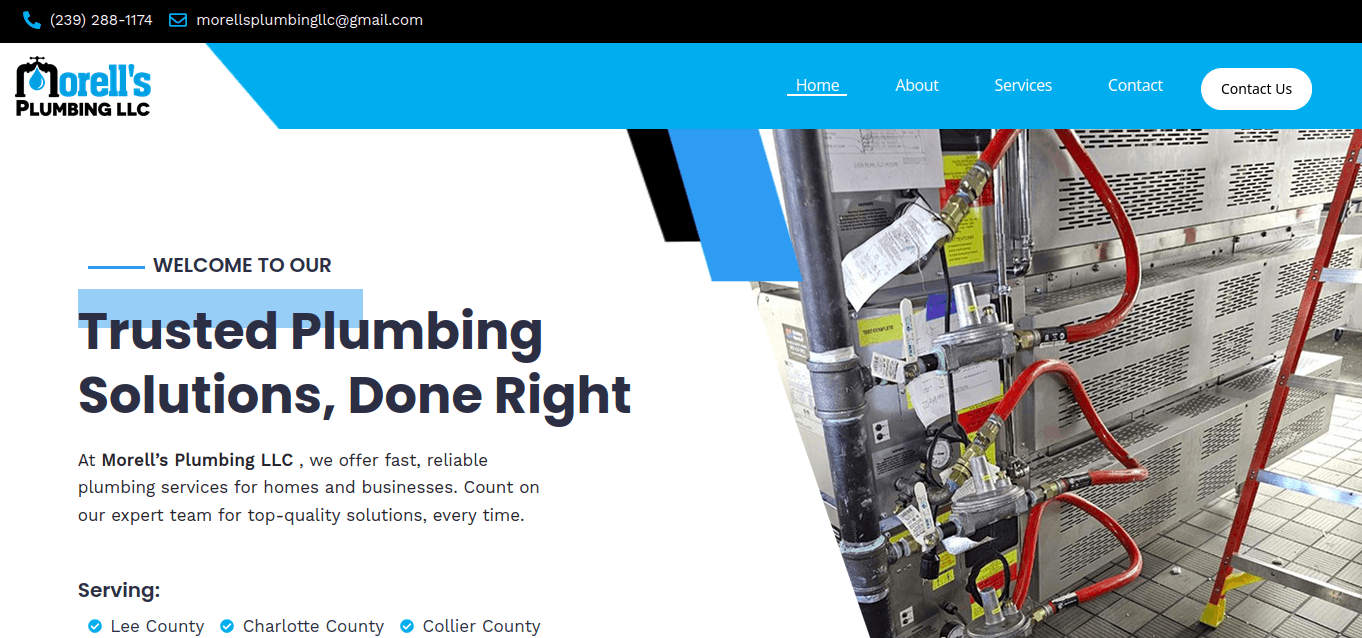 (239) 288-1174 morellsplumbingllc@gmail.com
Morell's
PLUMBING LLC
Home About Services Contact Contact Us
WELCOME TO OUR
Trusted Plumbing
Solutions, Done Right
At Morell’s Plumbing LLC , we offer fast, reliable
plumbing services for homes and businesses. Count on
our expert team for top-quality solutions, every time.
Serving:
Lee County Charlotte County Collier County